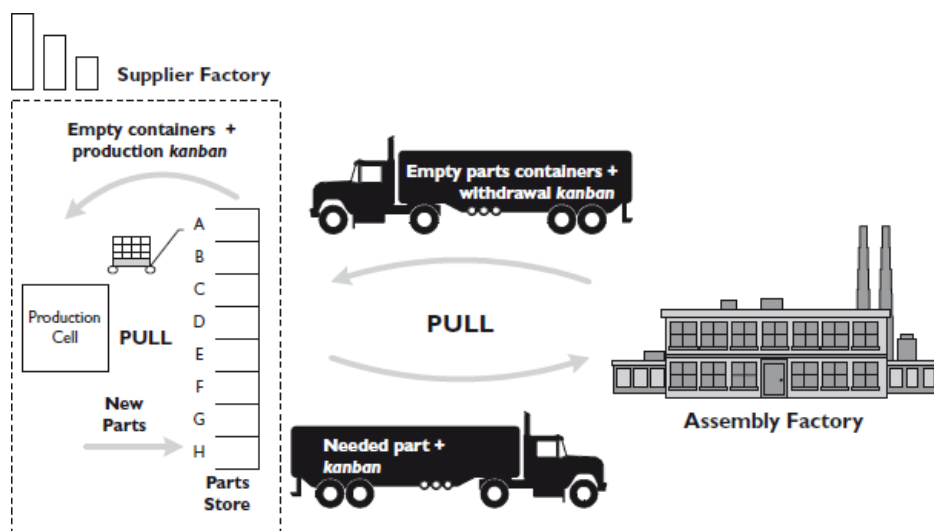 Supplier Factory
Empty containers +
production kanban
Empty parts containers +
withdrawal kanban
A
B
C
D
E
F
G
H
Production
Cell
PULL
PULL
New
Parts
Needed part +
kanban
Assembly Factory
Parts
Store